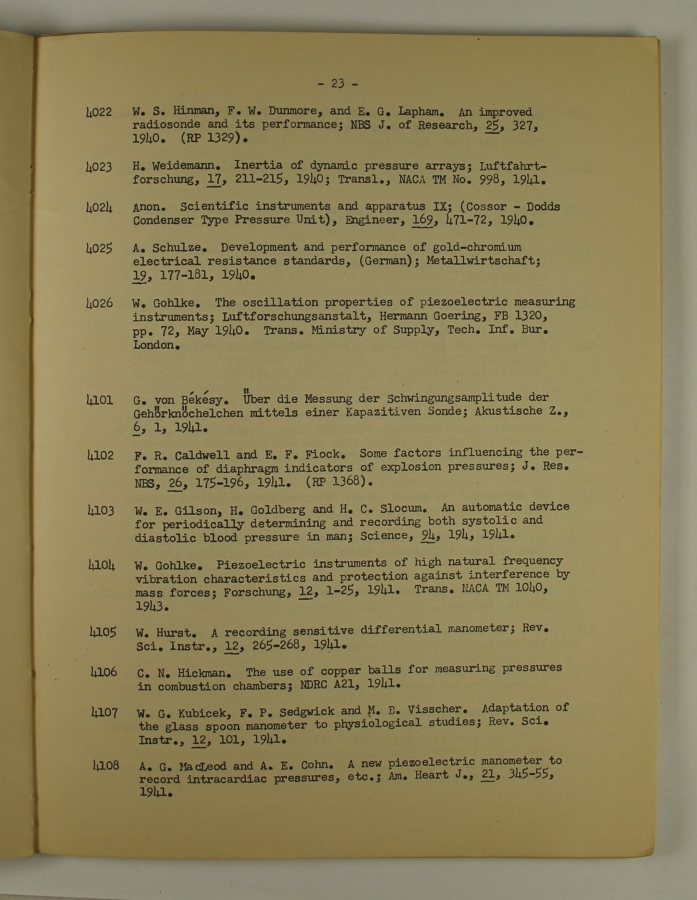 - 23 -
4022 W. S. Hinman, F. W. Dunmore, and E. G. Lapham. An improved
radiosonde and its performance; NBS J. of Research, 25, 327,
1940. (RP 1329).
4023 H. Weidemann. Inertia of dynamic pressure arrays; Luftfahrt-
forschung, 17, 211-215, 1940; Transl., NACA TM No. 998, 1941.
4024 Anon. Scientific instruments and apparatus IX; (Cossor - Dodds
Condenser Type Pressure Unit), Engineer, 169, 471-72, 1940.
4025 A. Schulze. Development and performance of gold-chromium
electrical resistance standards, (German); Metallwirtschaft;
19, 177-181, 1940.
4026 W. Gohlke. The oscillation properties of piezoelectric measuring
instruments; Luftforschungsanstalt, Hermann Goering, FB 1320,
pp. 72, May 1940. Trans. Ministry of Supply, Tech. Inf. Bur.
London.
4101 G. von Békésy. Über die Messung der Schwingungsamplitude der
Gehörknöchelchen mittels einer Kapazitiven Sonde; Akustische Z.,
6, 1, 1941.
4102 F. R. Caldwell and E. F. Fiock. Some factors influencing the per-
formance of diaphragm indicators of explosion pressures; J. Res.
NBS, 26, 175-196, 1941. (RP 1368).
4103 W. E. Gilson, H. Goldberg and H. C. Slocum. An automatic device
for periodically determining and recording both systolic and
diastolic blood pressure in man; Science, 94, 194, 1941.
4104 W. Gohlke. Piezoelectric instruments of high natural frequency
vibration characteristics and protection against interference by
mass forces; Forschung, 12, 1-25, 1941. Trans. NACA TM 1040,
1943.
4105 W. Hurst. A recording sensitive differential manometer; Rev.
Sci. Instr., 12, 265-268, 1941.
4106 C. N. Hickman. The use of copper balls for measuring pressures
in combustion chambers; NDRC A21, 1941.
4107 W. G. Kubicek, F. P. Sedgwick and M. B. Visscher. Adaptation of
the glass spoon manometer to physiological studies; Rev. Sci.
Instr., 12, 101, 1941.
4108 A. G. MacLeod and A. E. Cohn. A new piezoelectric manometer to
record intracardiac pressures, etc.; Am. Heart J., 21, 345-55,
1941.